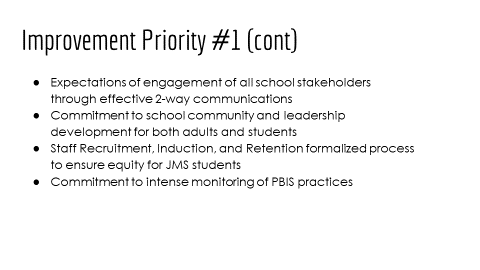 Improvement Priority #1 (cont)
● Expectations of engagement of all school stakeholders
through effective 2-way communications
● Commitment to school community and leadership
development for both adults and students
● Staff Recruitment, Induction, and Retention formalized process
to ensure equity for JMS students
● Commitment to intense monitoring of PBIS practices